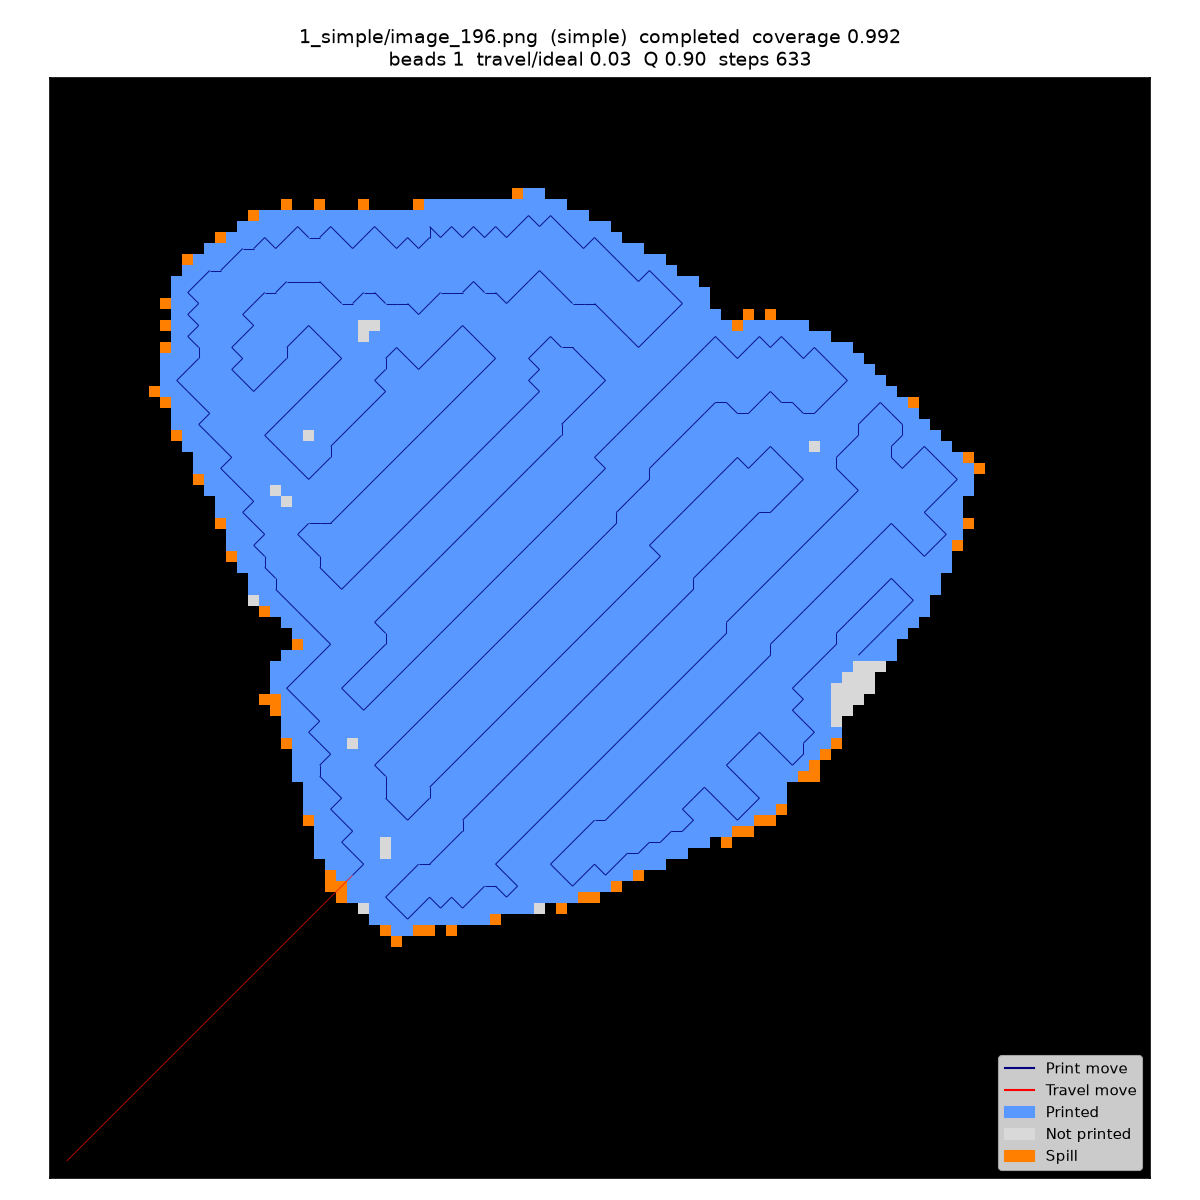 1_simple/image_196.png  (simple)  completed  coverage 0.992
beads 1  travel/ideal 0.03  Q 0.90  steps 633
Print move
Travel move
Printed
Not printed
Spill